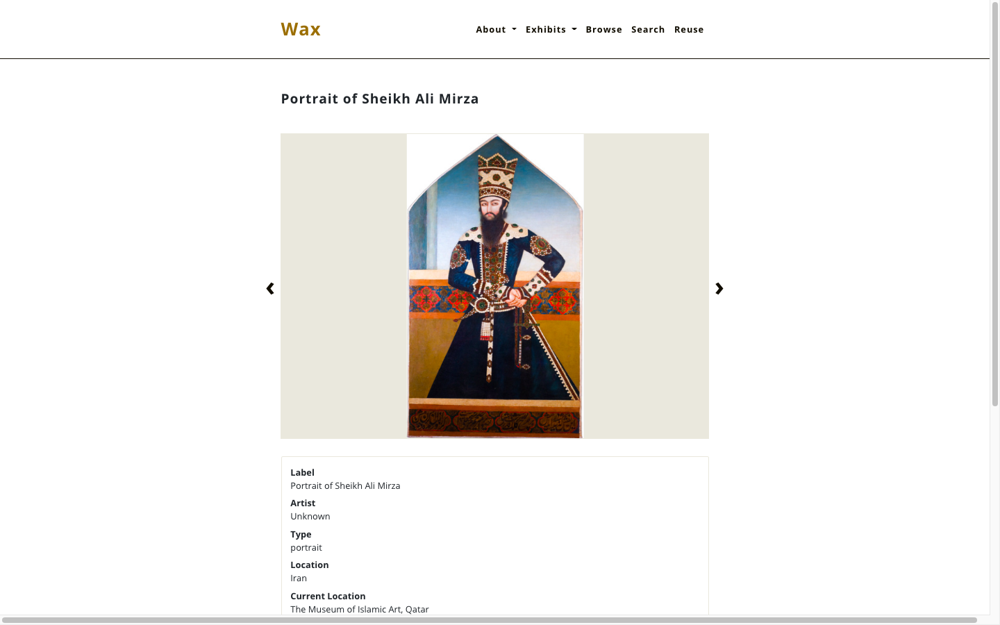 Wax
About Exhibits Browse Search Reuse
Portrait of Sheikh Ali Mirza
‹
›
Label
Portrait of Sheikh Ali Mirza
Artist
Unknown
Type
portrait
Location
Iran
Current Location
The Museum of Islamic Art, Qatar